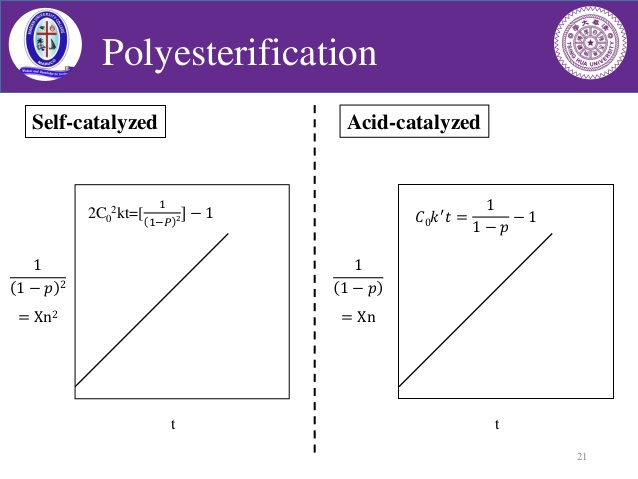 Polyesterification
Self-catalyzed
2C₀²kt=[1/(1−P)²] − 1
1/(1 − p)²
= Xn²
t
Acid-catalyzed
C₀k′t = 1/(1 − p) − 1
1/(1 − p)
= Xn
t
21